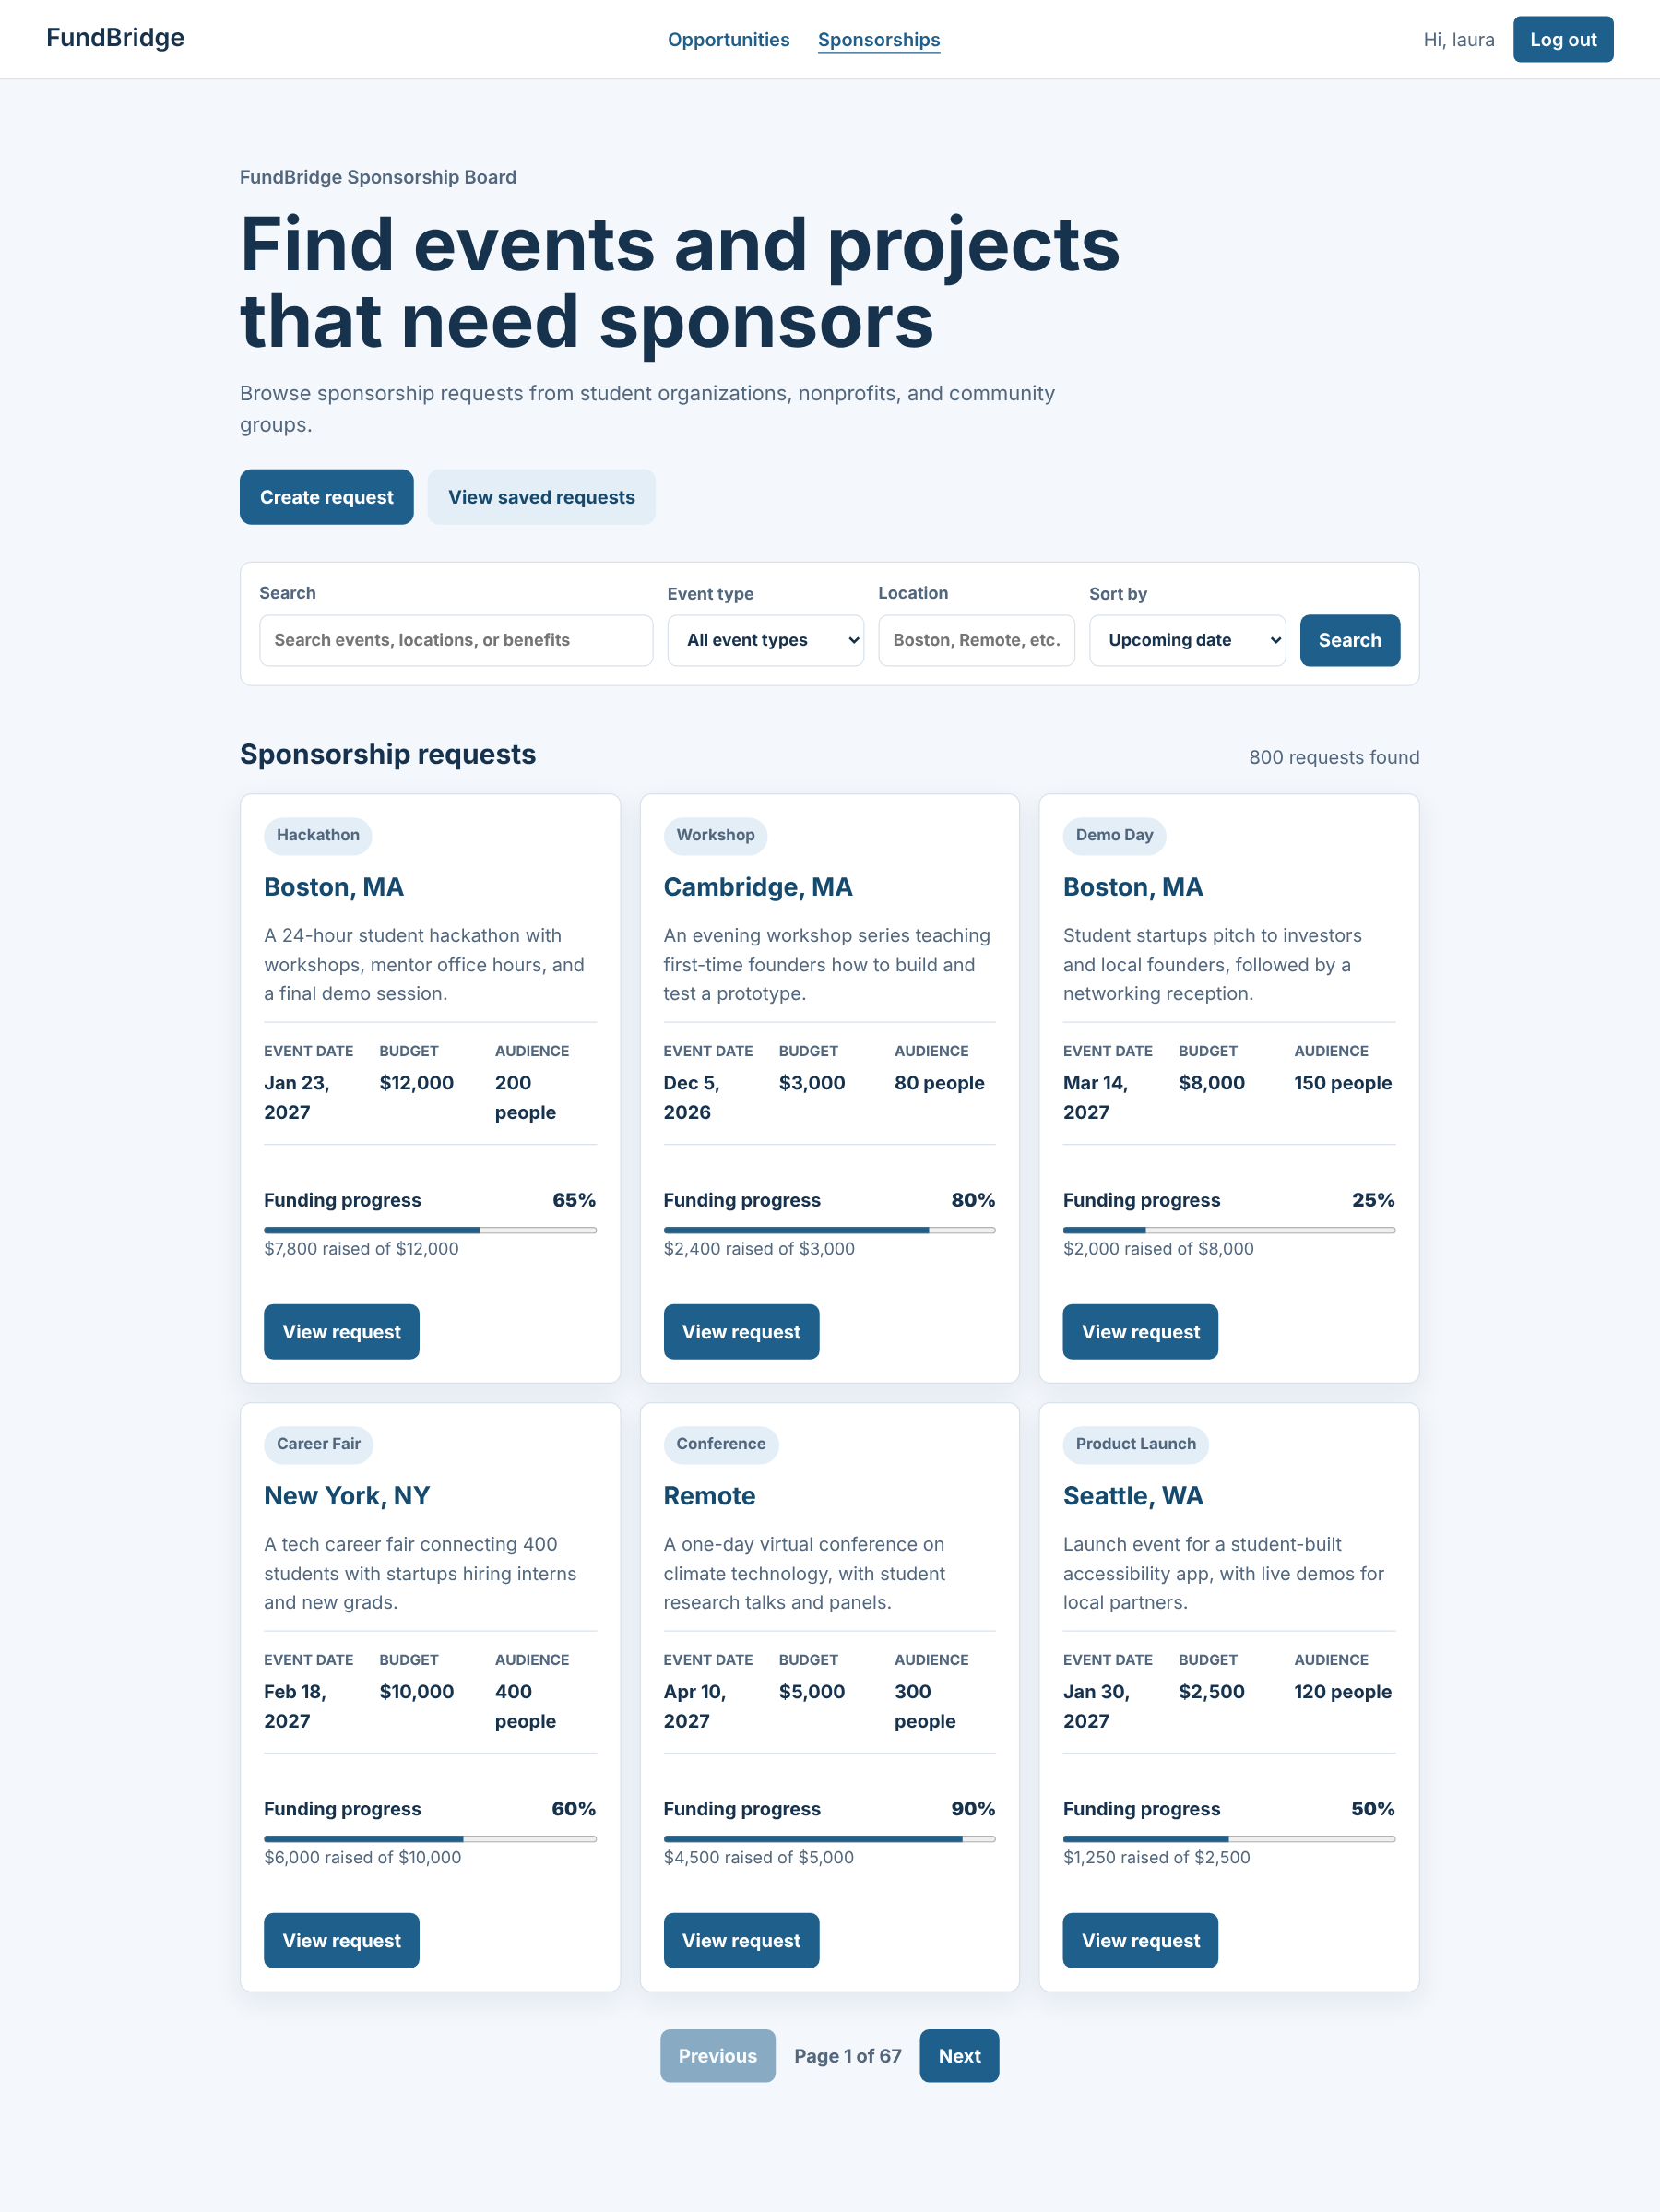 FundBridge
Opportunities
Sponsorships
Hi, laura
Log out
FundBridge Sponsorship Board
Find events and projects
that need sponsors
Browse sponsorship requests from student organizations, nonprofits, and community
groups.
Create request
View saved requests
Search
Event type
Location
Sort by
Search events, locations, or benefits
All event types
Boston, Remote, etc.
Upcoming date
Search
Sponsorship requests
800 requests found
Hackathon
Boston, MA
A 24-hour student hackathon with
workshops, mentor office hours, and
a final demo session.
EVENT DATE
Jan 23,
2027
BUDGET
$12,000
AUDIENCE
200
people
Funding progress
65%
$7,800 raised of $12,000
View request
Workshop
Cambridge, MA
An evening workshop series teaching
first-time founders how to build and
test a prototype.
EVENT DATE
Dec 5,
2026
BUDGET
$3,000
AUDIENCE
80 people
Funding progress
80%
$2,400 raised of $3,000
View request
Demo Day
Boston, MA
Student startups pitch to investors
and local founders, followed by a
networking reception.
EVENT DATE
Mar 14,
2027
BUDGET
$8,000
AUDIENCE
150 people
Funding progress
25%
$2,000 raised of $8,000
View request
Career Fair
New York, NY
A tech career fair connecting 400
students with startups hiring interns
and new grads.
EVENT DATE
Feb 18,
2027
BUDGET
$10,000
AUDIENCE
400
people
Funding progress
60%
$6,000 raised of $10,000
View request
Conference
Remote
A one-day virtual conference on
climate technology, with student
research talks and panels.
EVENT DATE
Apr 10,
2027
BUDGET
$5,000
AUDIENCE
300
people
Funding progress
90%
$4,500 raised of $5,000
View request
Product Launch
Seattle, WA
Launch event for a student-built
accessibility app, with live demos for
local partners.
EVENT DATE
Jan 30,
2027
BUDGET
$2,500
AUDIENCE
120 people
Funding progress
50%
$1,250 raised of $2,500
View request
Previous
Page 1 of 67
Next